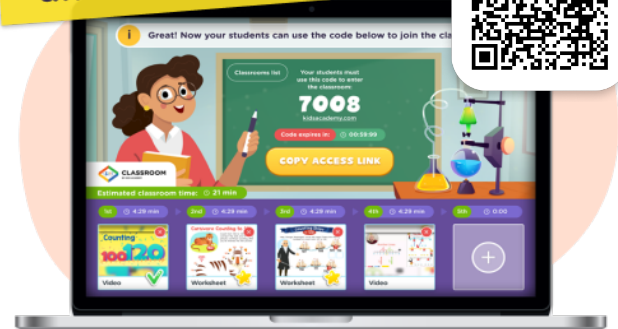 Great! Now your students can use the code below to join the cla
Classrooms list
Your students must
use this code to enter
the classroom:
7008
kidsacademy.com
Code expires in:
00:59:99
COPY ACCESS LINK
CLASSROOM
Estimated classroom time: 21 min
1st 4:29 min
2nd 4:29 min
3rd 4:29 min
4th 4:29 min
5th 0:00
Counting
100 120
Video
Worksheet
Worksheet
Video